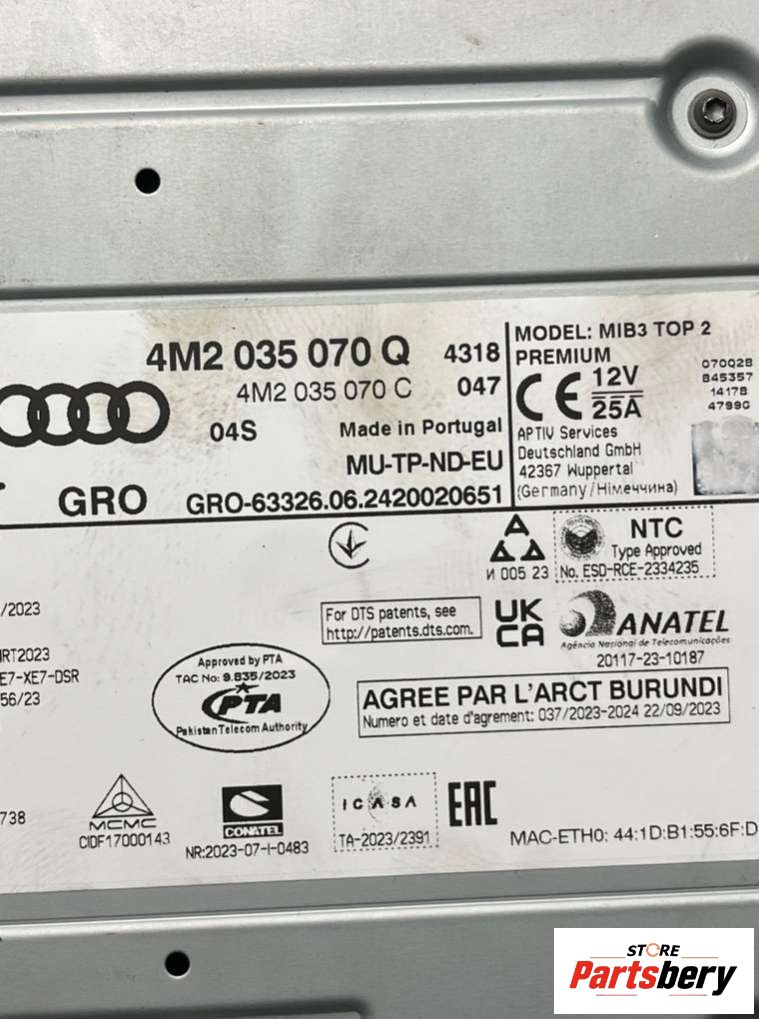 4M2 035 070 Q 4318
4M2 035 070 C 047
04S Made in Portugal
MU-TP-ND-EU
GRO GRO-63326.06.2420020651
MODEL: MIB3 TOP 2
PREMIUM
CE 12V
25A
APTIV Services
Deutschland GmbH
42367 Wuppertal
(Germany/Німеччина)
070Q28
845357
14178
4799G
И 005 23
NTC
Type Approved
No. ESD-RCE-2334235
/2023
IRT2023
E7-XE7-DSR
56/23
For DTS patents, see
http://patents.dts.com.
UK
CA
ANATEL
Agência Nacional de Telecomunicações
20117-23-10187
Approved by PTA
TAC No: 9.835/2023
PTA
Pakistan Telecom Authority
AGREE PAR L'ARCT BURUNDI
Numero et date d'agrement: 037/2023-2024 22/09/2023
738
MCMC
CIDF17000143
CONATEL
NR:2023-07-I-0483
ICASA
TA-2023/2391
EAC
MAC-ETH0: 44:1D:B1:55:6F:D
STORE
Partsbery